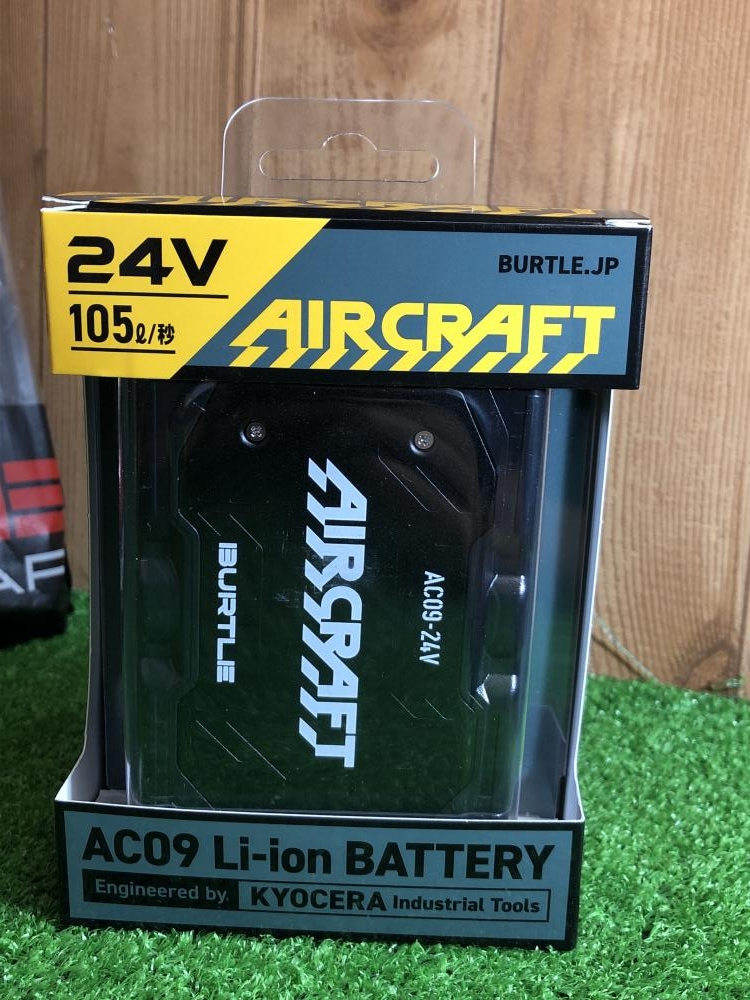 AIRCRAFT
24V
BURTLE.JP
105ℓ/秒
AIRCRAFT
AIRCRAFT
BURTLE
AC09-24V
AC09 Li-ion BATTERY
Engineered by KYOCERA Industrial Tools